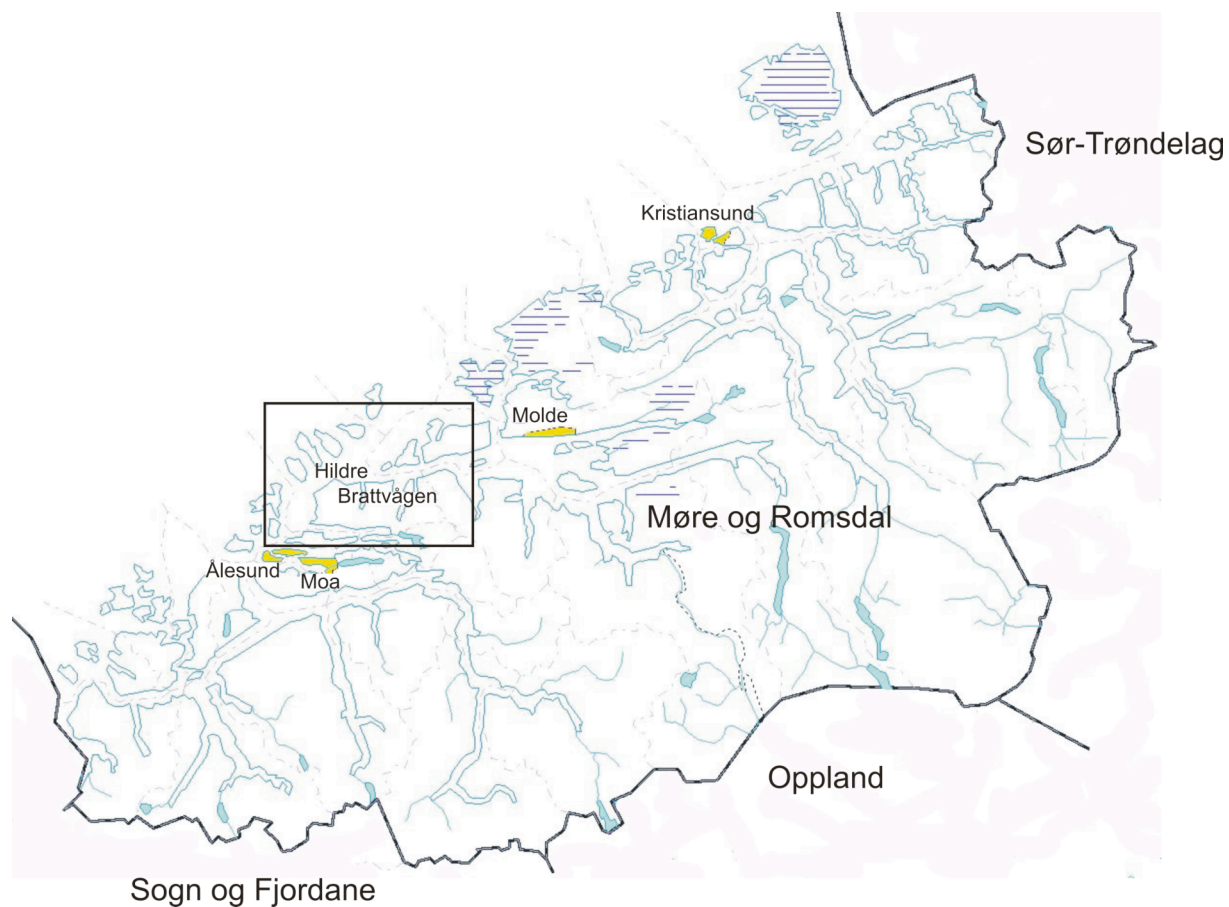 Sør-Trøndelag
Kristiansund
Molde
Hildre
Brattvågen
Møre og Romsdal
Ålesund
Moa
Oppland
Sogn og Fjordane